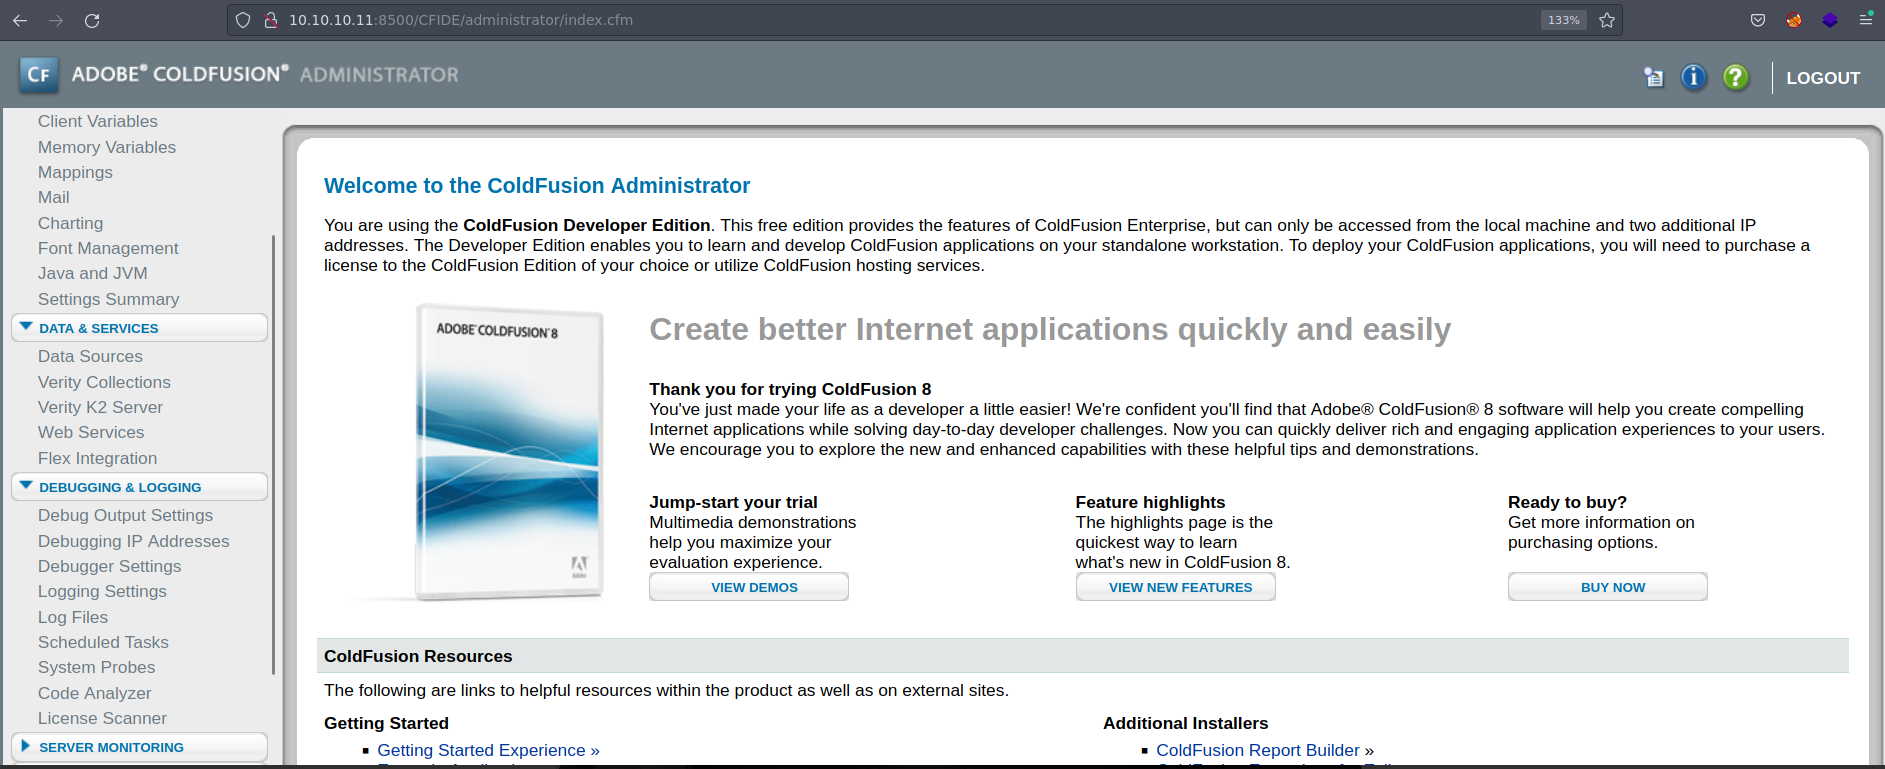 10.10.10.11:8500/CFIDE/administrator/index.cfm
133%
CF ADOBE® COLDFUSION® ADMINISTRATOR
LOGOUT
Client Variables
Memory Variables
Mappings
Mail
Charting
Font Management
Java and JVM
Settings Summary
DATA & SERVICES
Data Sources
Verity Collections
Verity K2 Server
Web Services
Flex Integration
DEBUGGING & LOGGING
Debug Output Settings
Debugging IP Addresses
Debugger Settings
Logging Settings
Log Files
Scheduled Tasks
System Probes
Code Analyzer
License Scanner
SERVER MONITORING
Welcome to the ColdFusion Administrator
You are using the ColdFusion Developer Edition. This free edition provides the features of ColdFusion Enterprise, but can only be accessed from the local machine and two additional IP
addresses. The Developer Edition enables you to learn and develop ColdFusion applications on your standalone workstation. To deploy your ColdFusion applications, you will need to purchase a
license to the ColdFusion Edition of your choice or utilize ColdFusion hosting services.
ADOBE® COLDFUSION® 8
Adobe
Create better Internet applications quickly and easily
Thank you for trying ColdFusion 8
You've just made your life as a developer a little easier! We're confident you'll find that Adobe® ColdFusion® 8 software will help you create compelling
Internet applications while solving day-to-day developer challenges. Now you can quickly deliver rich and engaging application experiences to your users.
We encourage you to explore the new and enhanced capabilities with these helpful tips and demonstrations.
Jump-start your trial
Multimedia demonstrations
help you maximize your
evaluation experience.
VIEW DEMOS
Feature highlights
The highlights page is the
quickest way to learn
what's new in ColdFusion 8.
VIEW NEW FEATURES
Ready to buy?
Get more information on
purchasing options.
BUY NOW
ColdFusion Resources
The following are links to helpful resources within the product as well as on external sites.
Getting Started
Getting Started Experience »
Additional Installers
ColdFusion Report Builder »